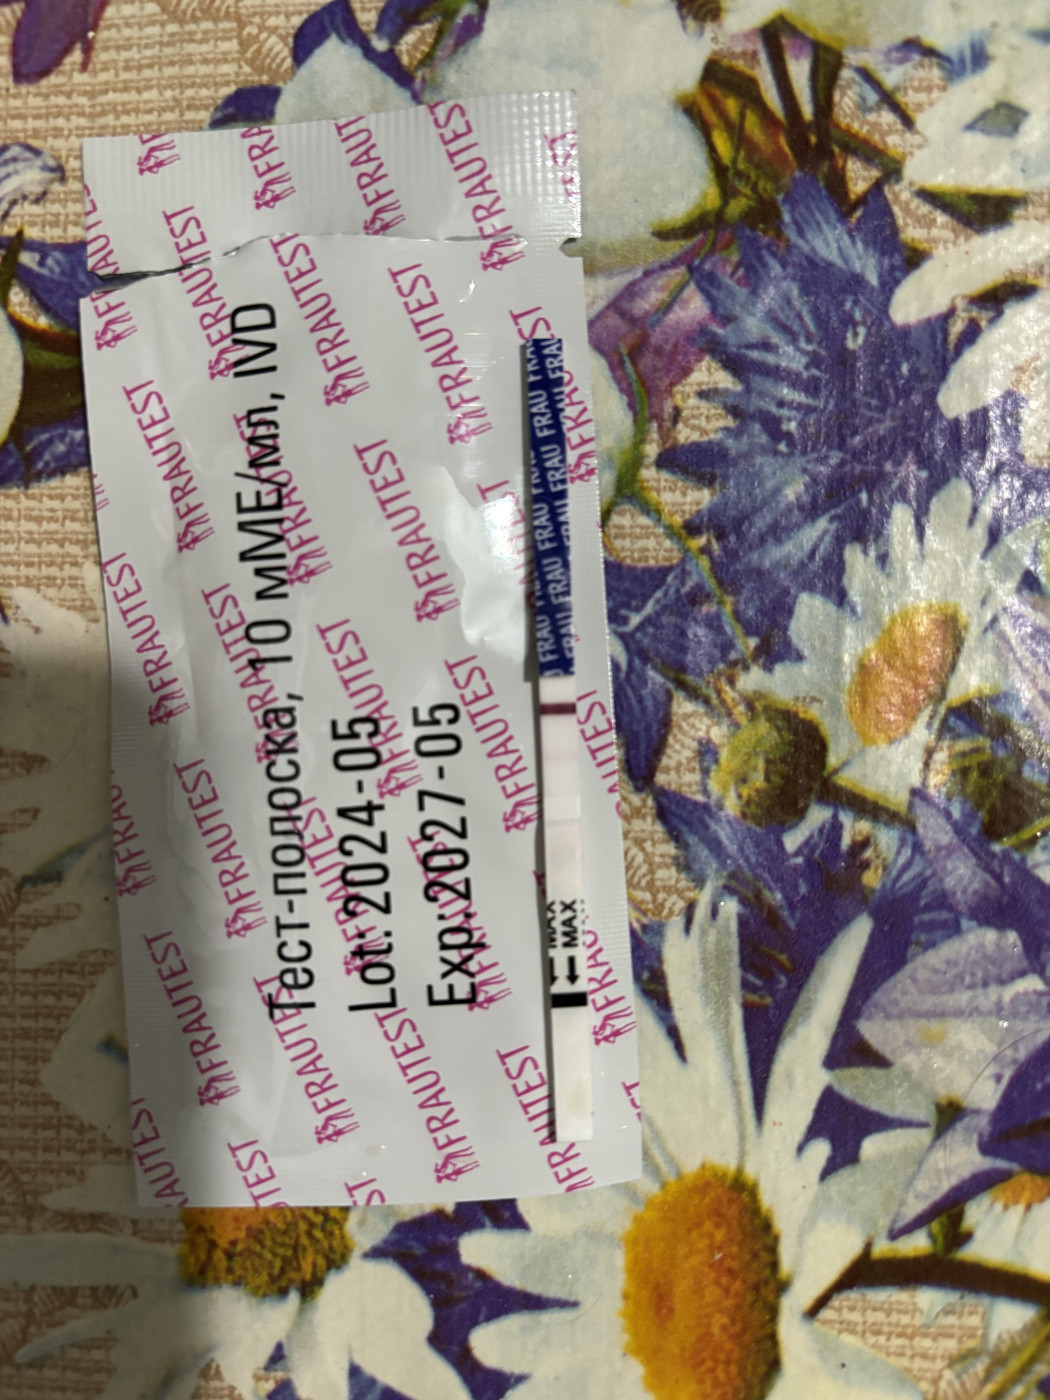 Тест-полоска, 10 мМЕ/мл, IVD
Lot.:2024-05
Exp.:2027-05
FRAUTEST
FRAU FRAU FRAU FRAU
MAX
MAX